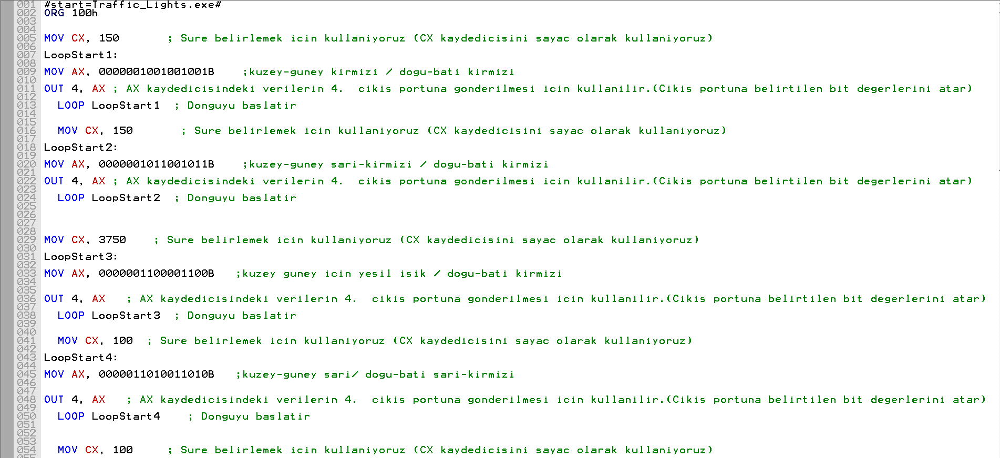 001 #start=Traffic_Lights.exe#
002 ORG 100h
003
004
005 MOV CX, 150 ; Sure belirlemek icin kullaniyoruz (CX kaydedicisini sayac olarak kullaniyoruz)
006
007 LoopStart1:
008
009 MOV AX, 0000001001001001B ;kuzey-guney kirmizi / dogu-bati kirmizi
010
011 OUT 4, AX ; AX kaydedicisindeki verilerin 4. cikis portuna gonderilmesi icin kullanilir.(Cikis portuna belirtilen bit degerlerini atar)
012
013 LOOP LoopStart1 ; Donguyu baslatir
014
015
016 MOV CX, 150 ; Sure belirlemek icin kullaniyoruz (CX kaydedicisini sayac olarak kullaniyoruz)
017
018 LoopStart2:
019
020 MOV AX, 0000001011001011B ;kuzey-guney sari-kirmizi / dogu-bati kirmizi
021
022 OUT 4, AX ; AX kaydedicisindeki verilerin 4. cikis portuna gonderilmesi icin kullanilir.(Cikis portuna belirtilen bit degerlerini atar)
023
024 LOOP LoopStart2 ; Donguyu baslatir
025
026
027
028
029 MOV CX, 3750 ; Sure belirlemek icin kullaniyoruz (CX kaydedicisini sayac olarak kullaniyoruz)
030
031 LoopStart3:
032
033 MOV AX, 0000001100001100B ;kuzey guney icin yesil isik / dogu-bati kirmizi
034
035
036 OUT 4, AX ; AX kaydedicisindeki verilerin 4. cikis portuna gonderilmesi icin kullanilir.(Cikis portuna belirtilen bit degerlerini atar)
037
038 LOOP LoopStart3 ; Donguyu baslatir
039
040
041 MOV CX, 100 ; Sure belirlemek icin kullaniyoruz (CX kaydedicisini sayac olarak kullaniyoruz)
042
043 LoopStart4:
044
045 MOV AX, 0000011010011010B ;kuzey-guney sari/ dogu-bati sari-kirmizi
046
047
048 OUT 4, AX ; AX kaydedicisindeki verilerin 4. cikis portuna gonderilmesi icin kullanilir.(Cikis portuna belirtilen bit degerlerini atar)
049
050 LOOP LoopStart4 ; Donguyu baslatir
051
052
053
054 MOV CX, 100 ; Sure belirlemek icin kullaniyoruz (CX kaydedicisini sayac olarak kullaniyoruz)
055